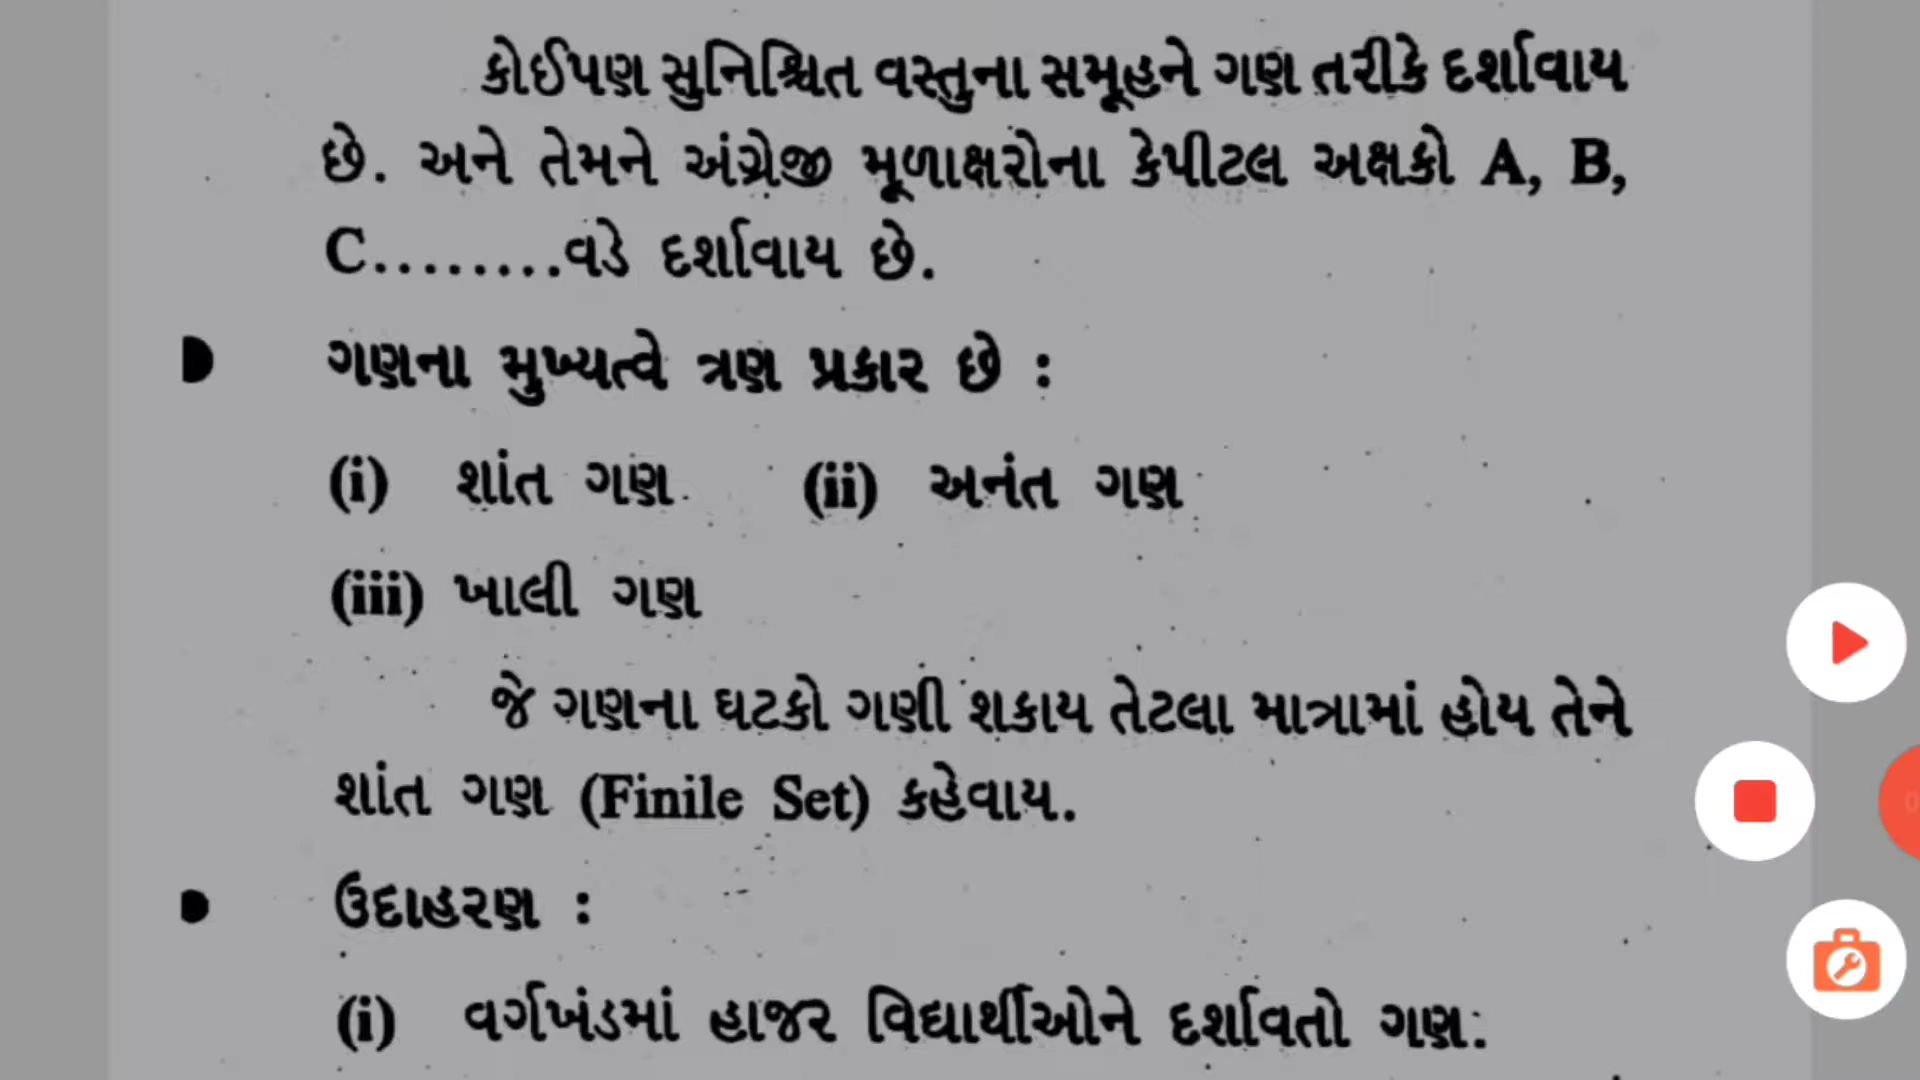 કોઈપણ સુનિશ્ચિત વસ્તુના સમૂહને ગણ તરીકે દર્શાવાય
છે. અને તેમને અંગ્રેજી મૂળાક્ષરોના કેપીટલ અક્ષકો A, B,
C........વડે દર્શાવાય છે.
ગણના મુખ્યત્વે ત્રણ પ્રકાર છે :
(i) શાંત ગણ (ii) અનંત ગણ
(iii) ખાલી ગણ
જે ગણના ઘટકો ગણી શકાય તેટલા માત્રામાં હોય તેને
શાંત ગણ (Finile Set) કહેવાય.
ઉદાહરણ :
(i) વર્ગખંડમાં હાજર વિદ્યાર્થીઓને દર્શાવતો ગણ.